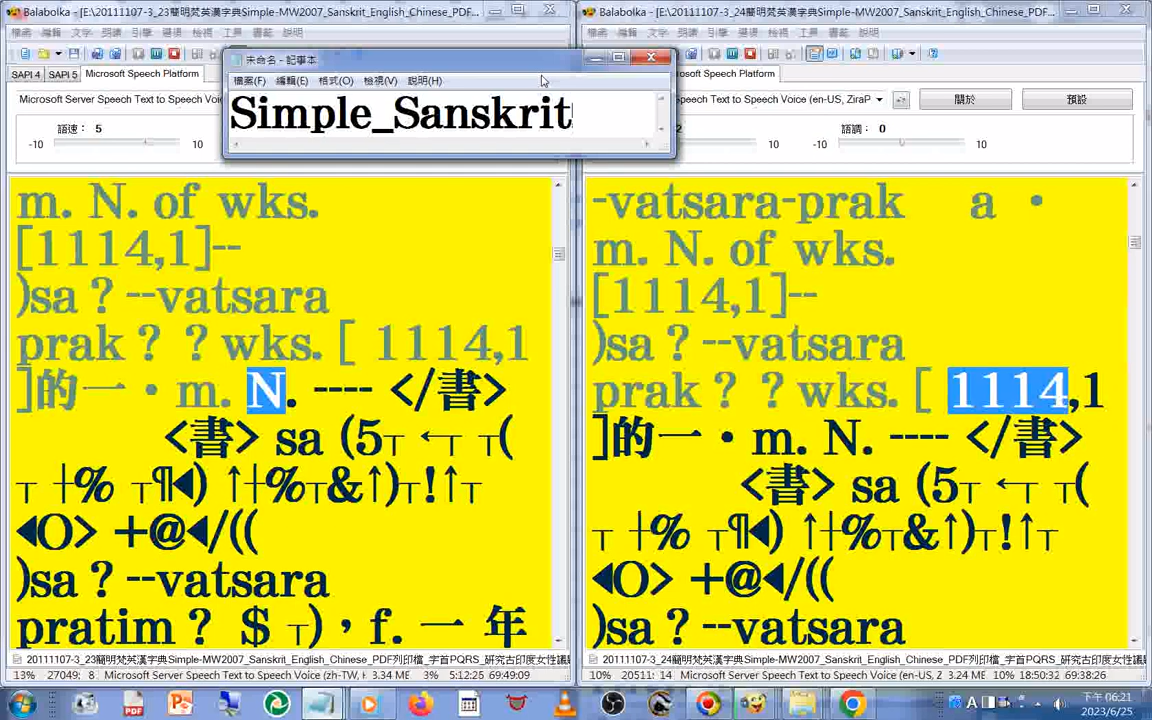 Balabolka - [E:\20111107-3_23簡明梵英漢字典Simple-MW2007_Sanskrit_English_Chinese_PDF...
SAPI 4 SAPI 5 Microsoft Speech Platform
Microsoft Server Speech Text to Speech Voice
語速： 5
-10 10
m. N. of wks.
[1114,1]--
)sa？--vatsara
prak？？wks. [ 1114,1
]的一・m. N. ---- </書>
<書> sa (5┬ ←┬ ┬(
┬ ┼% ┬¶◀) ↑┼%┬&↑)┬!↑┬
◀O> +@◀/((
)sa？--vatsara
pratim？ $ ┬)，f. 一 年
20111107-3_23簡明梵英漢字典Simple-MW2007_Sanskrit_English_Chinese_PDF列印檔_字首PQRS_研究古印度女性議
13% 27049: 8 Microsoft Server Speech Text to Speech Voice (zh-TW, 3.34 ME 3% 5:12:25 69:49:09
未命名 - 記事本
檔案(F) 編輯(E) 格式(O) 檢視(V) 說明(H)
Simple_Sanskrit
Balabolka - [E:\20111107-3_24簡明梵英漢字典Simple-MW2007_Sanskrit_English_Chinese_PDF...
Platform
Speech Text to Speech Voice (en-US, ZiraP 關於 預設
2 語調： 0
10 -10 10
-vatsara-prak a •
m. N. of wks.
[1114,1]--
)sa？--vatsara
prak？？wks. [ 1114,1
]的一・m. N. ---- </書>
<書> sa (5┬ ←┬ ┬(
┬ ┼% ┬¶◀) ↑┼%┬&↑)┬!↑┬
◀O> +@◀/((
)sa？--vatsara
20111107-3_24簡明梵英漢字典Simple-MW2007_Sanskrit_English_Chinese_PDF列印檔_字首PQRS_研究古印度女性議
10% 20511: 14 Microsoft Server Speech Text to Speech Voice (en-US, Z 3.24 ME 10% 18:50:32 69:38:26
下午 06:21
2023/6/25